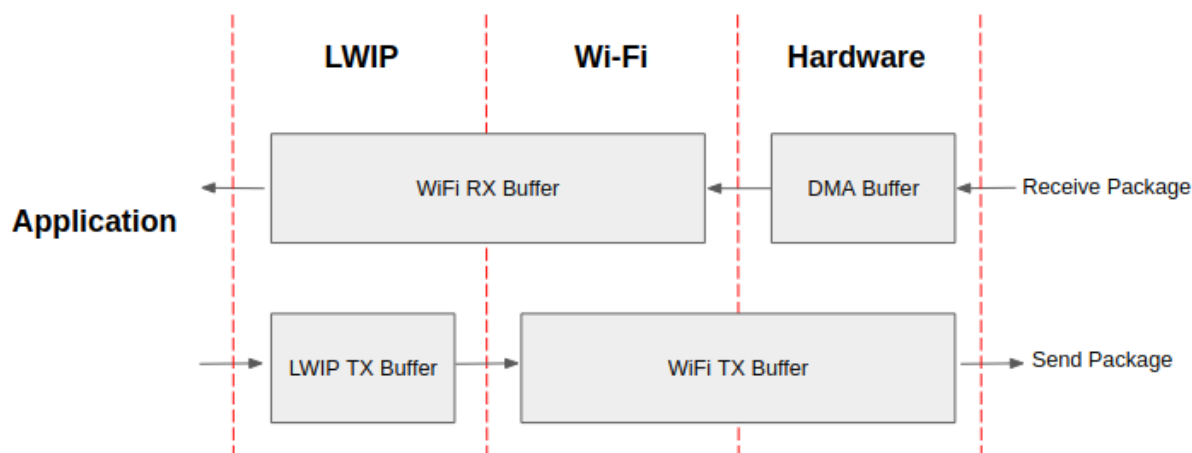 LWIP
Wi-Fi
Hardware
WiFi RX Buffer
DMA Buffer
Receive Package
Application
LWIP TX Buffer
WiFi TX Buffer
Send Package